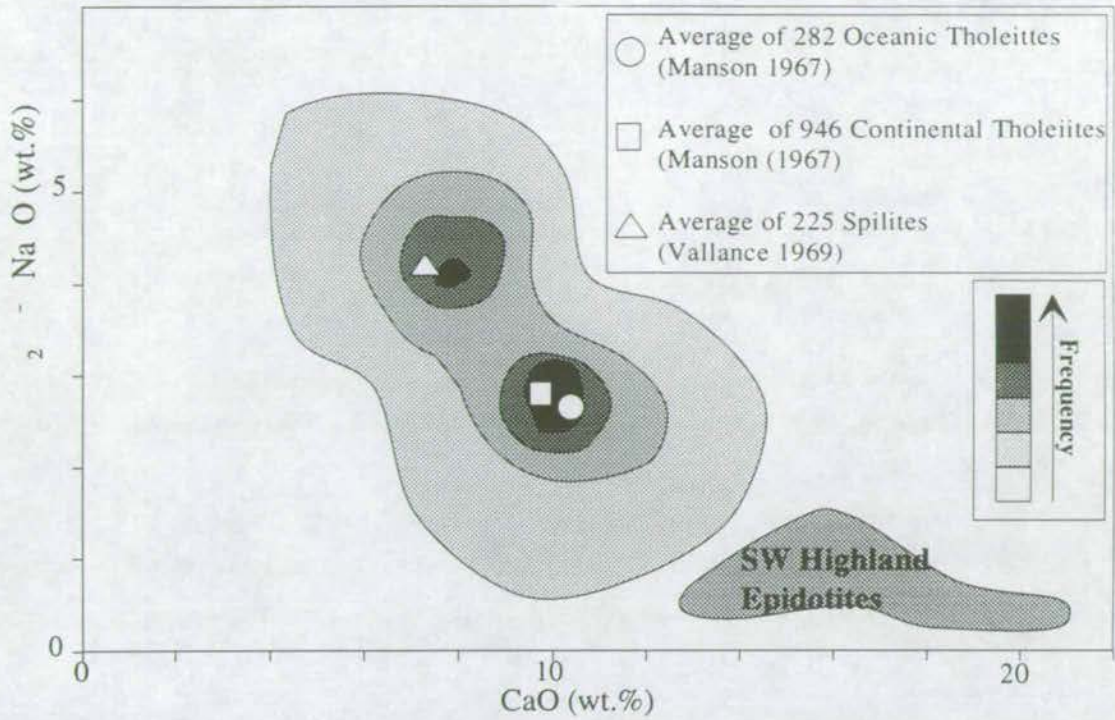 Average of 282 Oceanic Tholeittes
(Manson 1967)
Average of 946 Continental Tholeiites
(Manson (1967)
Average of 225 Spilites
(Vallance 1969)
Frequency
SW Highland
Epidotites
2 - Na O (wt.%)
5
0
0
10
20
CaO (wt.%)